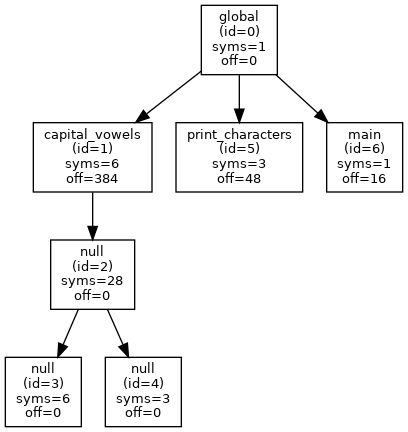 global
(id=0)
syms=1
off=0
capital_vowels
(id=1)
syms=6
off=384
print_characters
(id=5)
syms=3
off=48
main
(id=6)
syms=1
off=16
null
(id=2)
syms=28
off=0
null
(id=3)
syms=6
off=0
null
(id=4)
syms=3
off=0